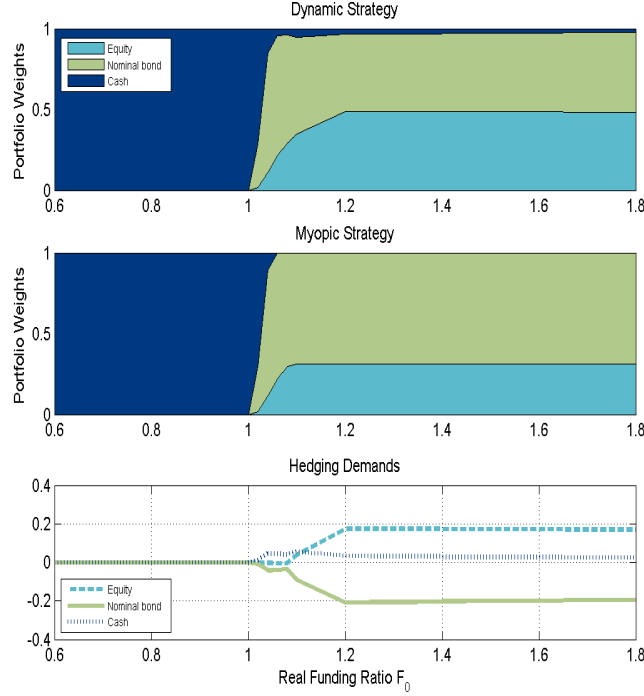 Dynamic Strategy
Portfolio Weights
1
0.5
0
Equity
Nominal bond
Cash
0.6 0.8 1 1.2 1.4 1.6 1.8
Myopic Strategy
Portfolio Weights
1
0.5
0
0.6 0.8 1 1.2 1.4 1.6 1.8
Hedging Demands
0.4
0.2
0
-0.2
-0.4
Equity
Nominal bond
Cash
0.6 0.8 1 1.2 1.4 1.6 1.8
Real Funding Ratio F0